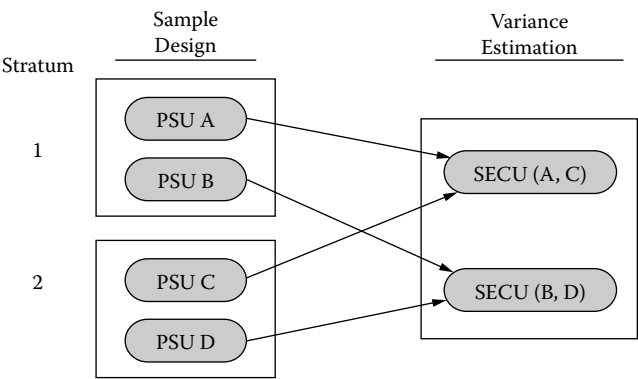 Sample
Design
Variance
Estimation
Stratum
1
PSU A
PSU B
2
PSU C
PSU D
SECU (A, C)
SECU (B, D)